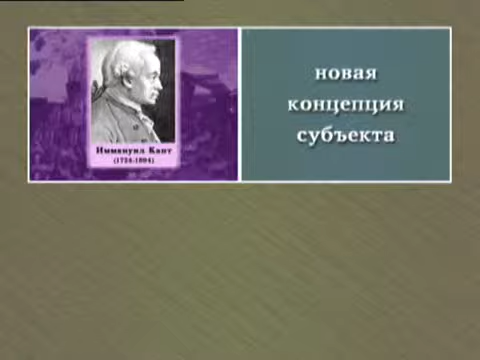 Иммануил Кант
(1724-1804)
новая
концепция
субъекта